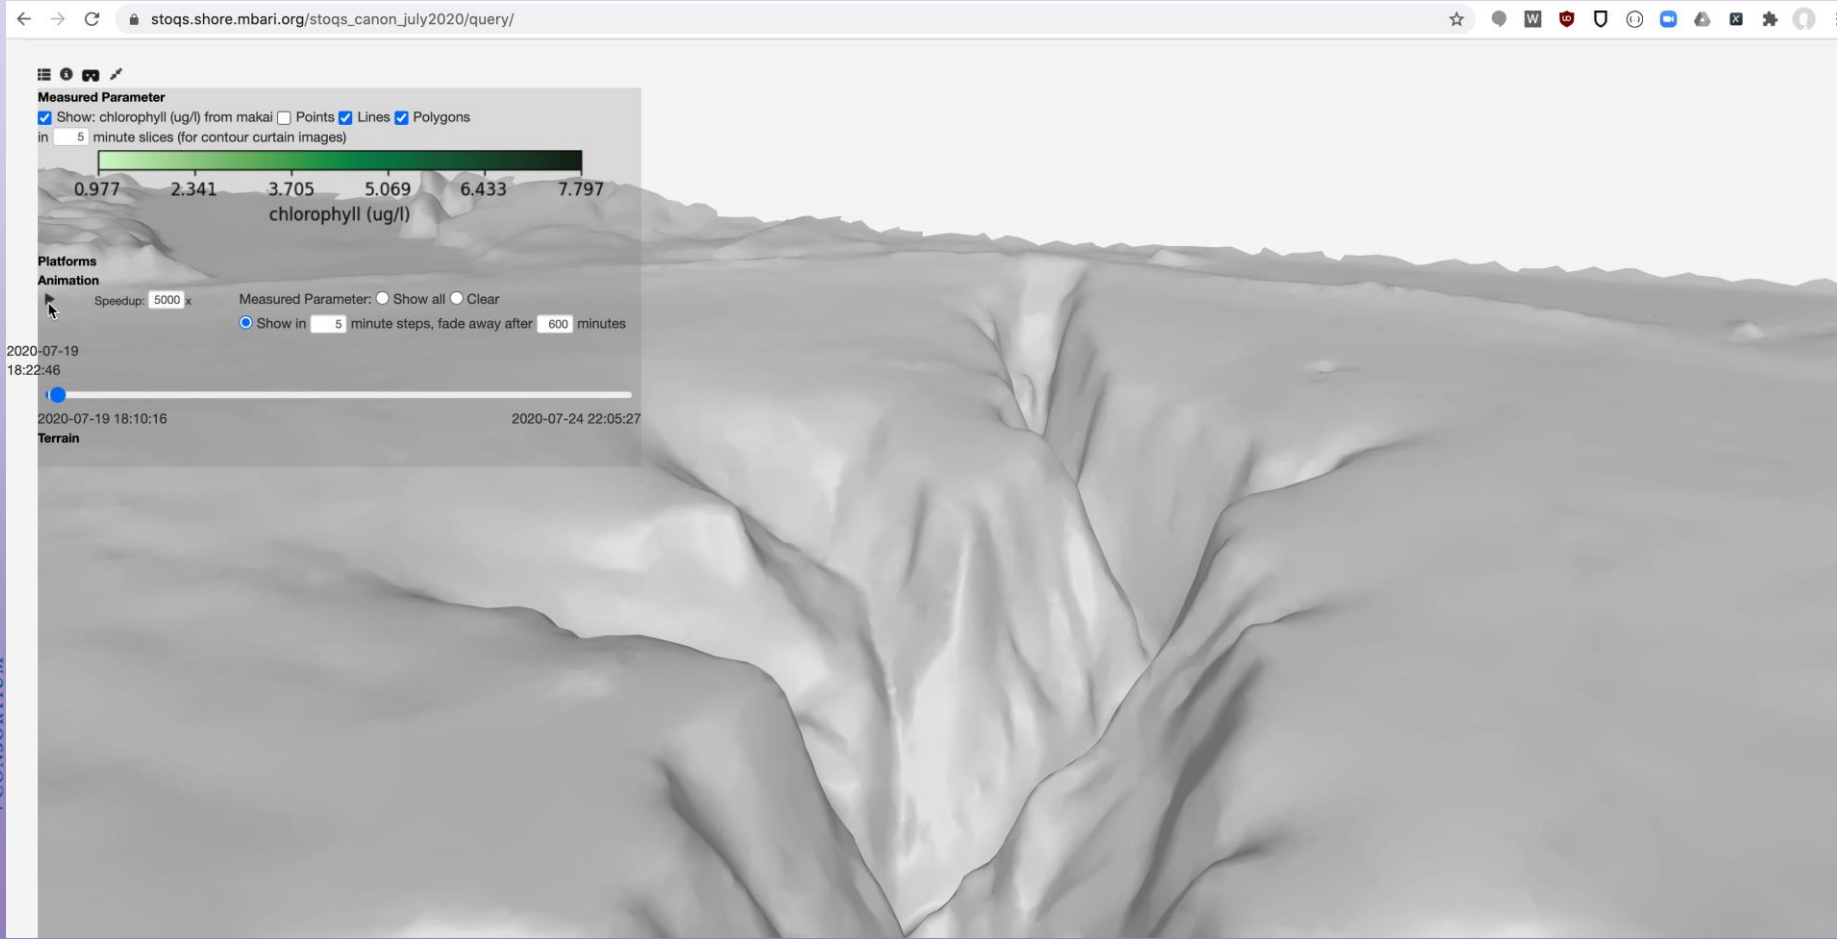 stoqs.shore.mbari.org/stoqs_canon_july2020/query/
Measured Parameter
Show: chlorophyll (ug/l) from makai Points Lines Polygons
in 5 minute slices (for contour curtain images)
0.977 2.341 3.705 5.069 6.433 7.797
chlorophyll (ug/l)
Platforms
Animation
Speedup: 5000 x Measured Parameter: Show all Clear
Show in 5 minute steps, fade away after 600 minutes
2020-07-19
18:22:46
2020-07-19 18:10:16 2020-07-24 22:05:27
Terrain
CONSORTIUM